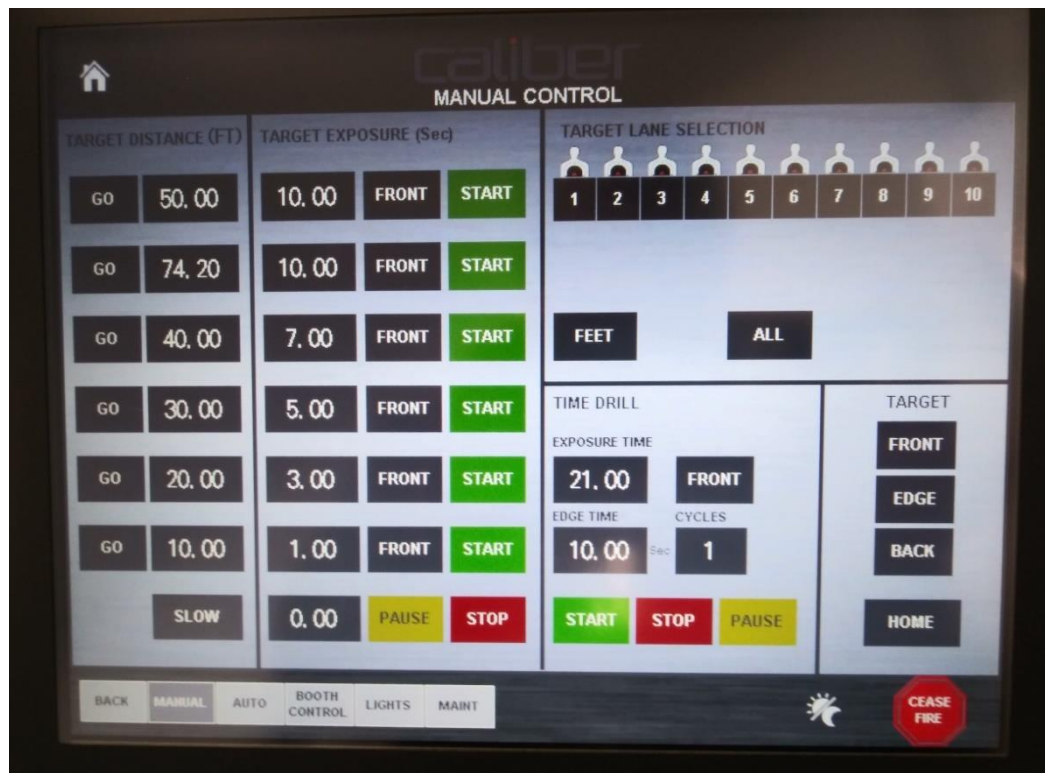 caliber
MANUAL CONTROL
TARGET DISTANCE (FT)
GO 50.00
GO 74.20
GO 40.00
GO 30.00
GO 20.00
GO 10.00
SLOW
TARGET EXPOSURE (Sec)
10.00 FRONT START
10.00 FRONT START
7.00 FRONT START
5.00 FRONT START
3.00 FRONT START
1.00 FRONT START
0.00 PAUSE STOP
TARGET LANE SELECTION
1 2 3 4 5 6 7 8 9 10
FEET ALL
TIME DRILL
EXPOSURE TIME
21.00 FRONT
EDGE TIME CYCLES
10.00 Sec 1
START STOP PAUSE
TARGET
FRONT
EDGE
BACK
HOME
BACK MANUAL AUTO BOOTH CONTROL LIGHTS MAINT
CEASE
FIRE